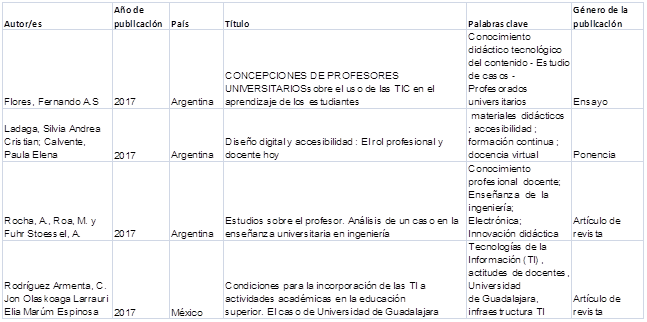 Autor/es
Año de
publicación
País
Título
Palabras clave
Género de la
publicación
Flores, Fernando A.S
2017
Argentina
CONCEPCIONES DE PROFESORES
UNIVERSITARIOSsobre el uso de las TIC en el
aprendizaje de los estudiantes
Conocimiento
didáctico tecnológico
del contenido - Estudio
de casos -
Profesorados
universitarios
Ensayo
Ladaga, Silvia Andrea
Cristian; Calvente,
Paula Elena
2017
Argentina
Diseño digital y accesibilidad : El rol profesional y
docente hoy
materiales didácticos
; accesibilidad ;
formación continua ;
docencia virtual
Ponencia
Rocha, A., Roa, M. y
Fuhr Stoessel, A.
2017
Argentina
Estudios sobre el profesor. Análisis de un caso en la
enseñanza universitaria en ingeniería
Conocimiento
profesional docente;
Enseñanza de la
ingeniería;
Electrónica;
Innovación didáctica
Artículo de
revista
Rodríguez Armenta, C.
Jon Olaskoaga Larrauri
Elia Marúm Espinosa
2017
México
Condiciones para la incorporación de las TI a
actividades académicas en la educación
superior. El caso de Universidad de Guadalajara
Tecnologías de la
Información (TI) ,
actitudes de docentes ,
Universidad
de Guadalajara,
infraestructura TI
Artículo de
revista